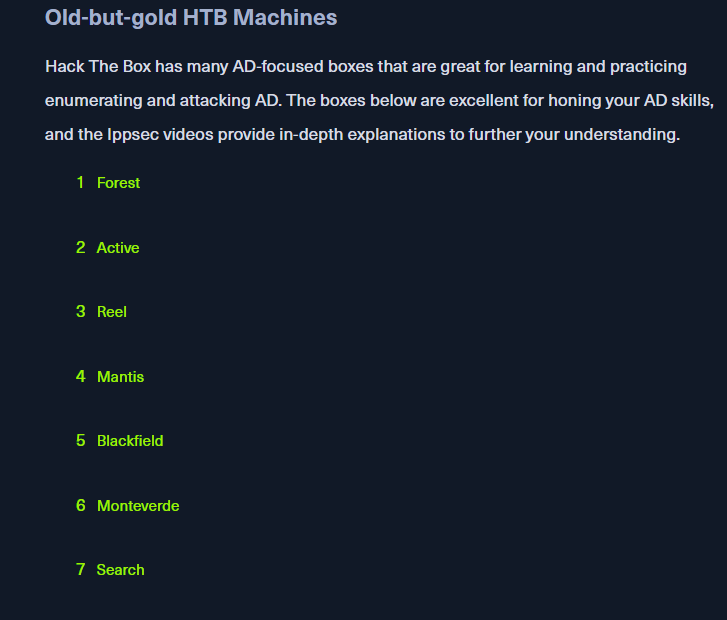 Old-but-gold HTB Machines
Hack The Box has many AD-focused boxes that are great for learning and practicing
enumerating and attacking AD. The boxes below are excellent for honing your AD skills,
and the Ippsec videos provide in-depth explanations to further your understanding.
1 Forest
2 Active
3 Reel
4 Mantis
5 Blackfield
6 Monteverde
7 Search